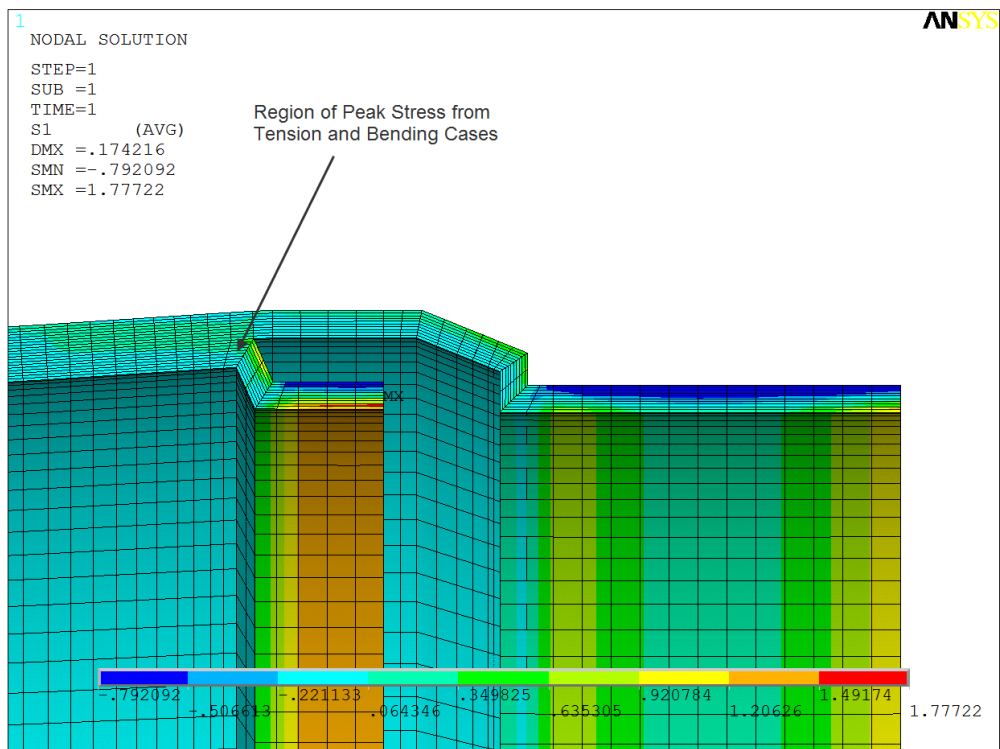 1
ANSYS
NODAL SOLUTION
STEP=1
SUB =1
TIME=1
S1 (AVG)
DMX =.174216
SMN =-.792092
SMX =1.77722
Region of Peak Stress from
Tension and Bending Cases
MX
-.792092 -.221133 .349825 .920784 1.49174
-.506613 .064346 .635305 1.20626 1.77722